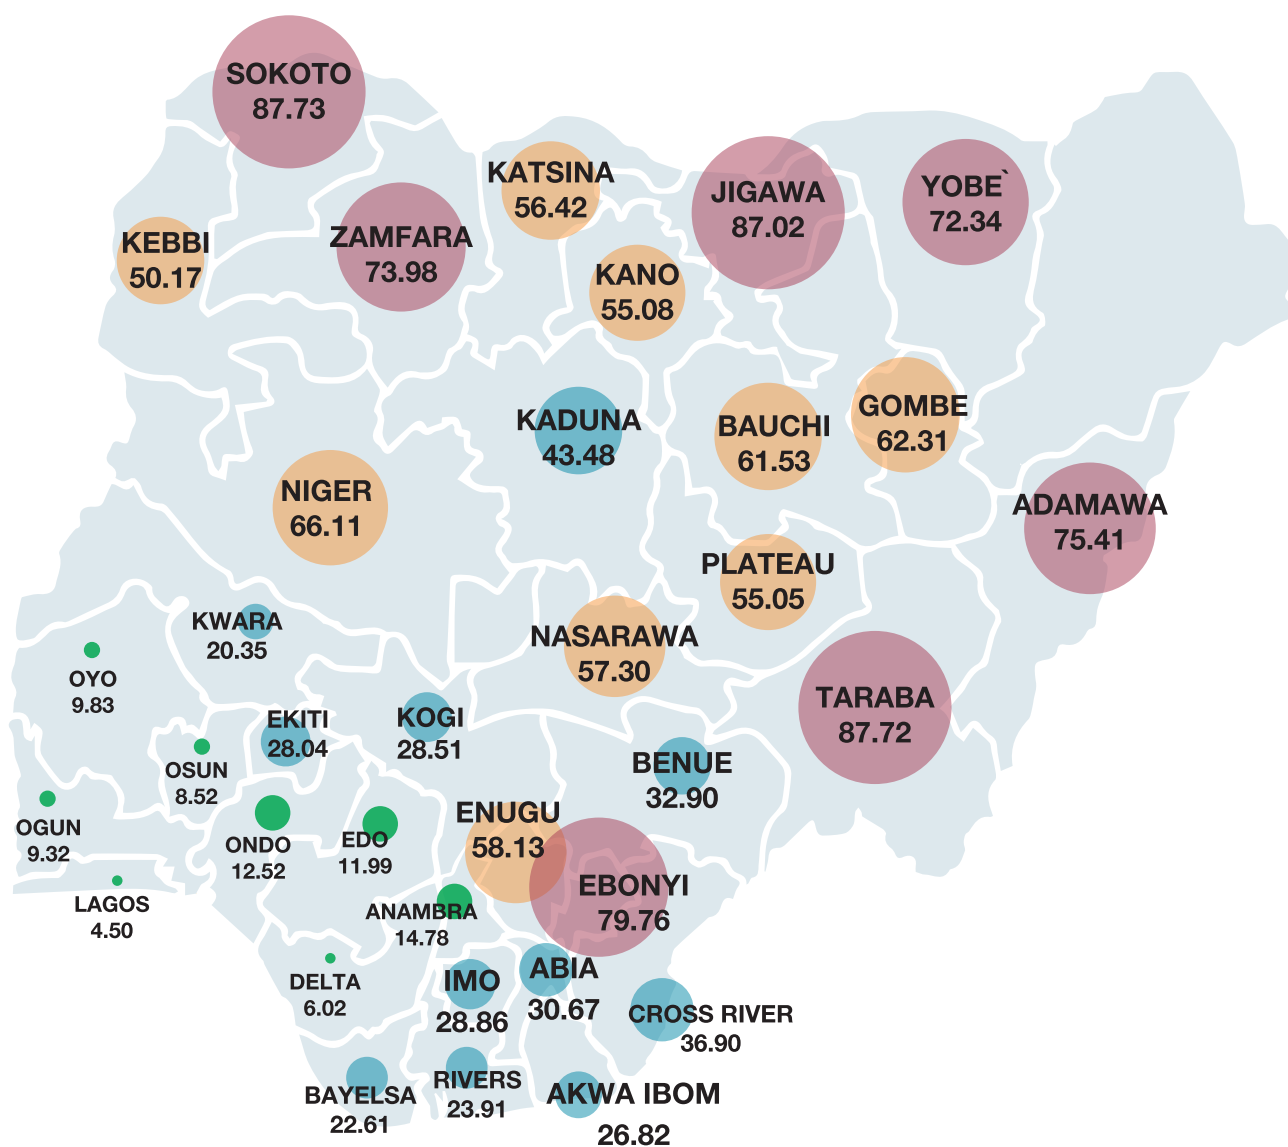 SOKOTO
87.73
KATSINA
56.42
JIGAWA
87.02
YOBE`
72.34
KEBBI
50.17
ZAMFARA
73.98
KANO
55.08
KADUNA
43.48
BAUCHI
61.53
GOMBE
62.31
NIGER
66.11
ADAMAWA
75.41
PLATEAU
55.05
KWARA
20.35
NASARAWA
57.30
OYO
9.83
TARABA
87.72
EKITI
28.04
KOGI
28.51
OSUN
8.52
BENUE
32.90
OGUN
9.32
ONDO
12.52
EDO
11.99
ENUGU
58.13
EBONYI
79.76
LAGOS
4.50
ANAMBRA
14.78
DELTA
6.02
IMO
28.86
ABIA
30.67
CROSS RIVER
36.90
BAYELSA
22.61
RIVERS
23.91
AKWA IBOM
26.82